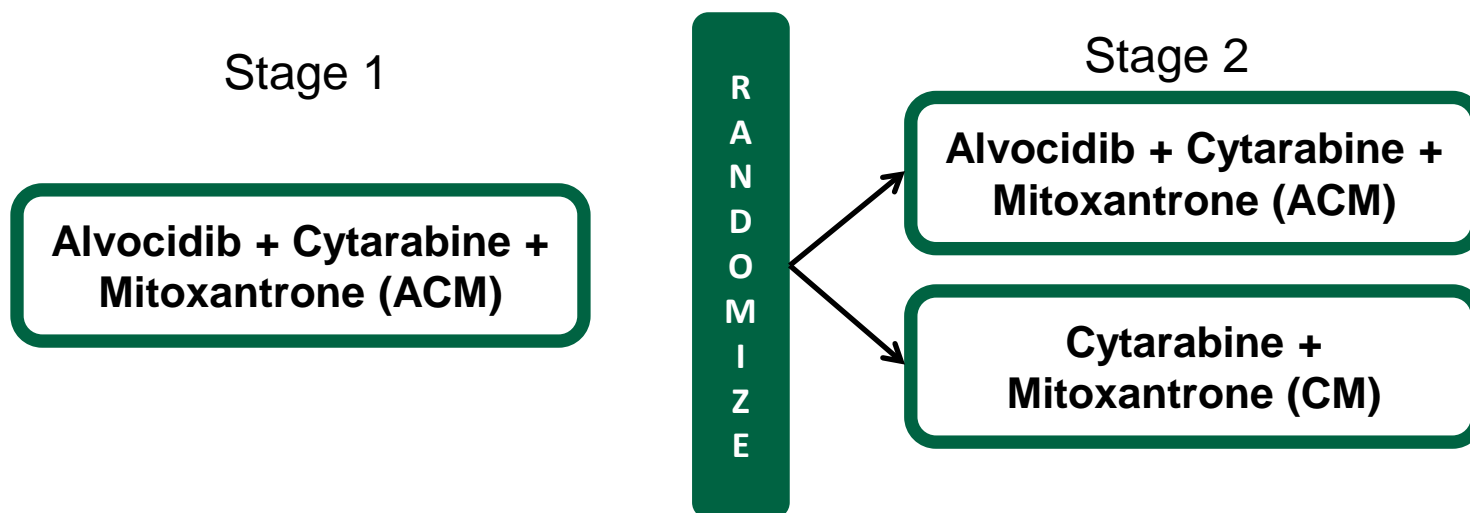 Stage 1
Alvocidib + Cytarabine +
Mitoxantrone (ACM)
R
A
N
D
O
M
I
Z
E
Stage 2
Alvocidib + Cytarabine +
Mitoxantrone (ACM)
Cytarabine +
Mitoxantrone (CM)